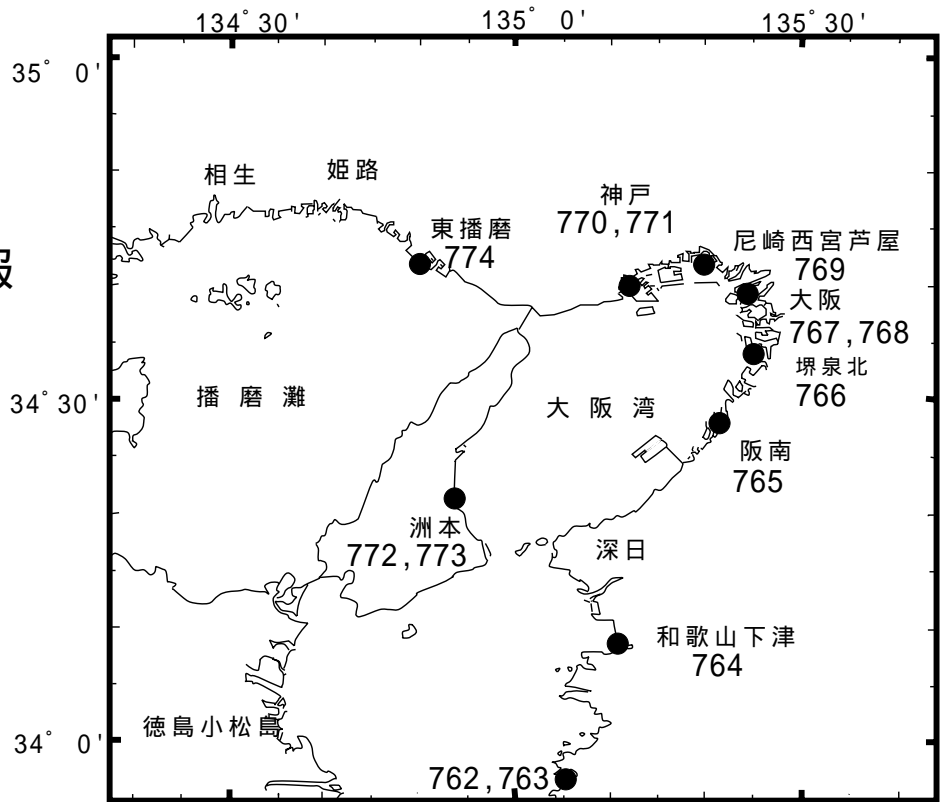 134° 30'
135° 0'
135° 30'
35° 0'
相生
姫路
神戸
770,771
東播磨
774
尼崎西宮芦屋
769
報
大阪
767,768
堺泉北
766
34° 30'
播磨灘
大阪湾
阪南
765
洲本
772,773
深日
和歌山下津
764
徳島小松島
34° 0'
762,763